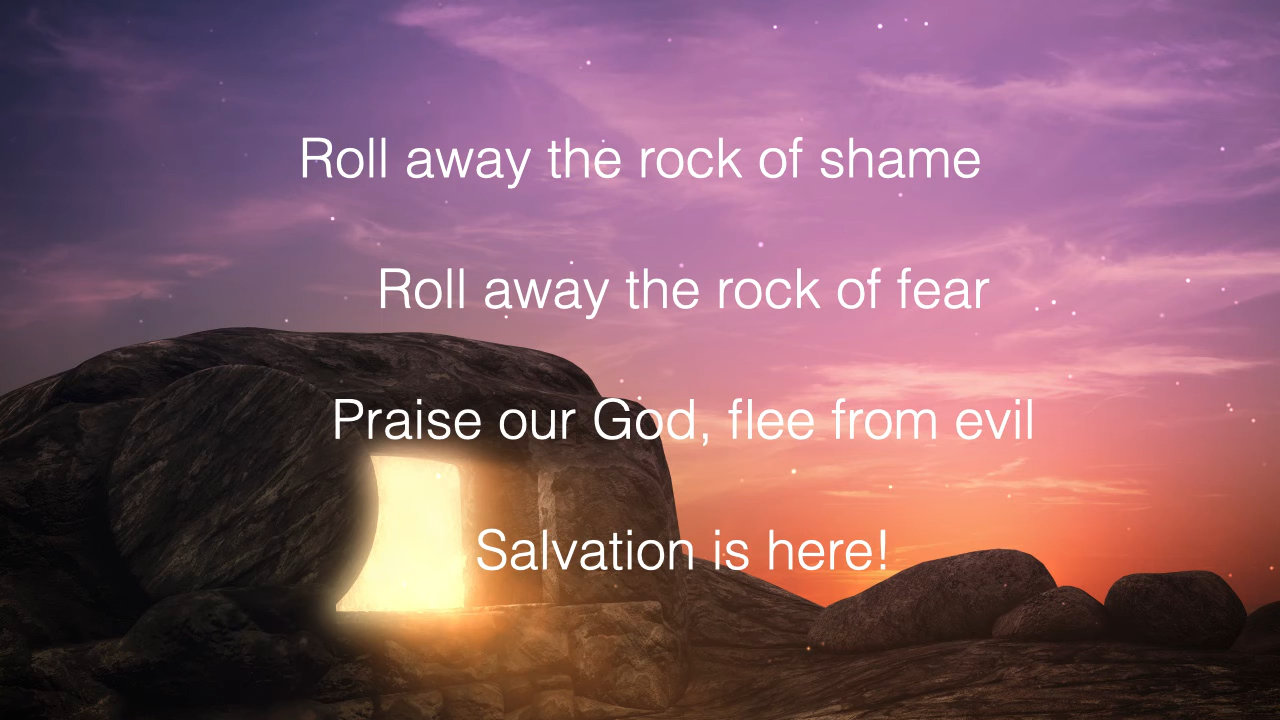 Roll away the rock of shame
Roll away the rock of fear
Praise our God, flee from evil
Salvation is here!